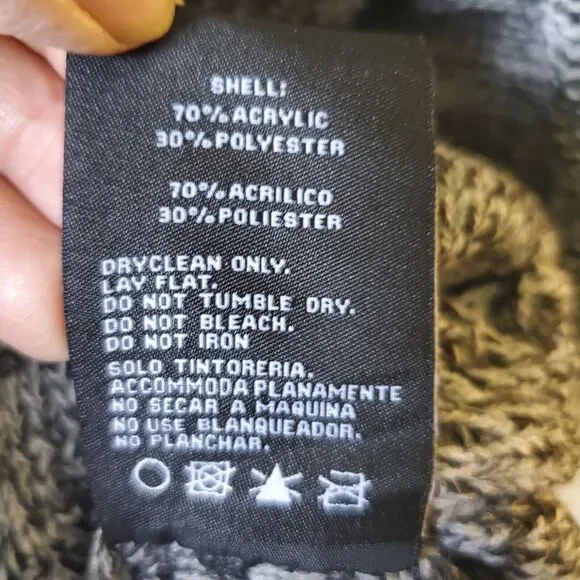 SHELL:
70% ACRYLIC
30% POLYESTER
70% ACRILICO
30% POLIESTER
DRYCLEAN ONLY.
LAY FLAT.
DO NOT TUMBLE DRY.
DO NOT BLEACH.
DO NOT IRON
SOLO TINTORERIA.
ACCOMMODA PLANAMENTE
NO SECAR A MAQUINA
NO USE BLANQUEADOR.
NO PLANCHAR.